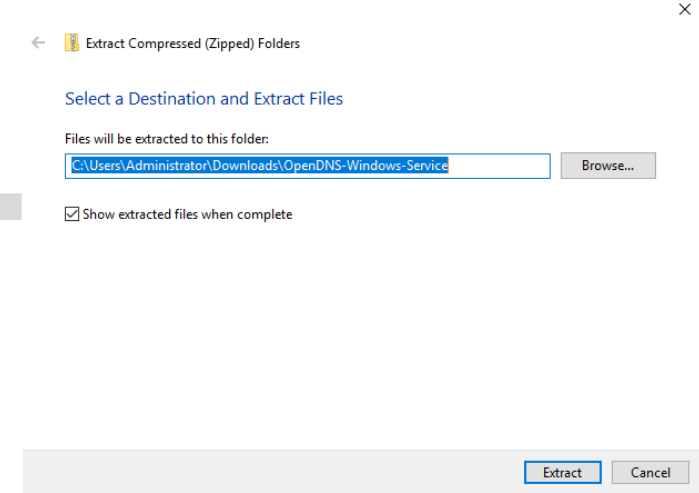 Extract Compressed (Zipped) Folders
Select a Destination and Extract Files
Files will be extracted to this folder:
C:\Users\Administrator\Downloads\OpenDNS-Windows-Service
Browse...
Show extracted files when complete
Extract
Cancel